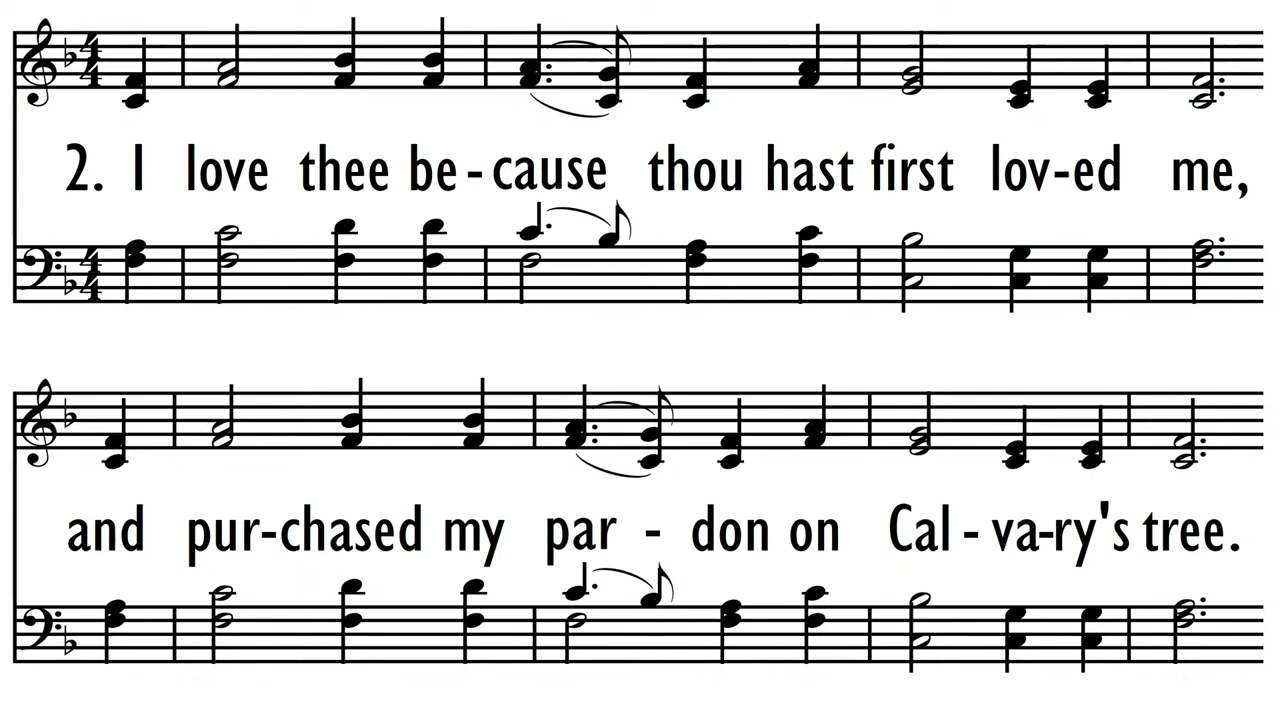 2. I love thee be-cause thou hast first lov-ed me,
and pur-chased my par - don on Cal - va-ry's tree.